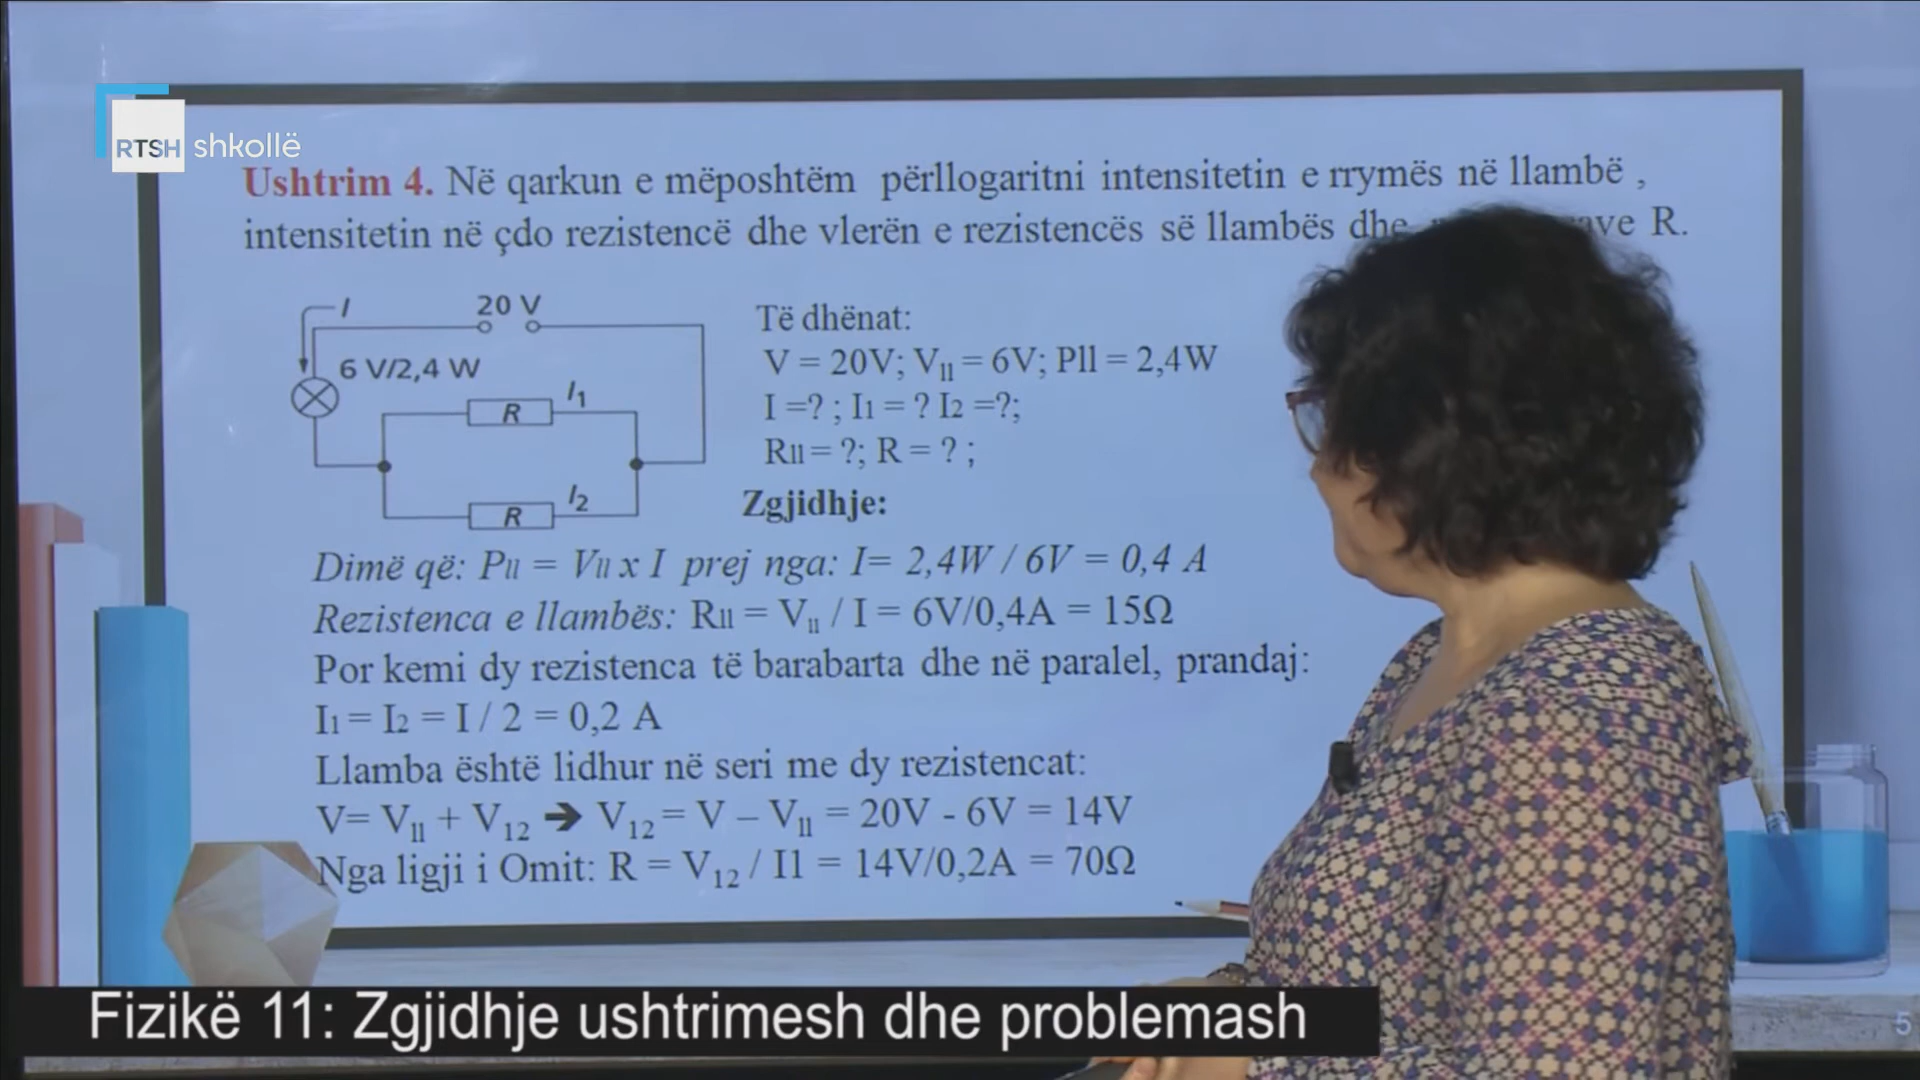 RTSH shkollë
Ushtrim 4. Në qarkun e mëposhtëm përllogaritni intensitetin e rrymës në llambë ,
intensitetin në çdo rezistencë dhe vlerën e rezistencës së llambës dhe R.
I
20 V
6 V/2,4 W
R
I1
R
I2
Të dhënat:
V = 20V; Vll = 6V; Pll = 2,4W
I =? ; I1 = ? I2 =?;
Rll = ?; R = ? ;
Zgjidhje:
Dimë që: Pll = Vll x I prej nga: I= 2,4W / 6V = 0,4 A
Rezistenca e llambës: Rll = Vll / I = 6V/0,4A = 15Ω
Por kemi dy rezistenca të barabarta dhe në paralel, prandaj:
I1 = I2 = I / 2 = 0,2 A
Llamba është lidhur në seri me dy rezistencat:
V= Vll + V12 ➔ V12 = V – Vll = 20V - 6V = 14V
Nga ligji i Omit: R = V12 / I1 = 14V/0,2A = 70Ω
Fizikë 11: Zgjidhje ushtrimesh dhe problemash
5